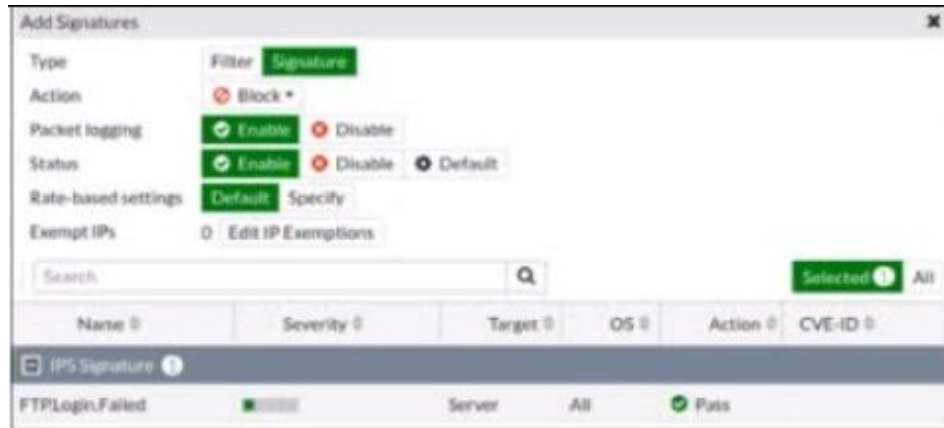 Add Signatures
Type Filter Signature
Action Block
Packet logging Enable Disable
Status Enable Disable Default
Rate-based settings Default Specify
Exempt IPs 0 Edit IP Exemptions
Search Selected 1 All
Name Severity Target OS Action CVE-ID
IPS Signature 1
FTP.Login.Failed Server All Pass